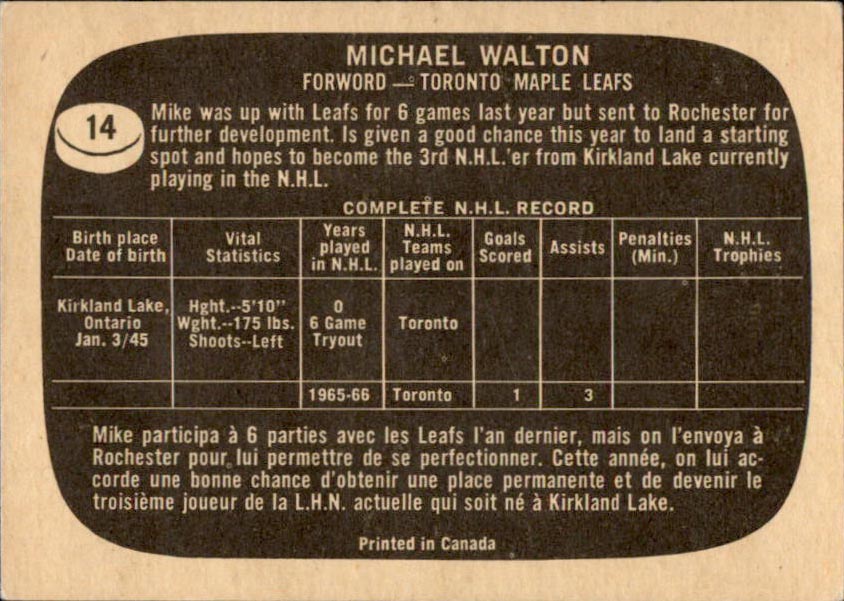 MICHAEL WALTON
FORWORD — TORONTO MAPLE LEAFS
14
Mike was up with Leafs for 6 games last year but sent to Rochester for
further development. Is given a good chance this year to land a starting
spot and hopes to become the 3rd N.H.L.'er from Kirkland Lake currently
playing in the N.H.L.
COMPLETE N.H.L. RECORD
Birth place
Date of birth
Vital
Statistics
Years
played
in N.H.L.
N.H.L.
Teams
played on
Goals
Scored
Assists
Penalties
(Min.)
N.H.L.
Trophies
Kirkland Lake,
Ontario
Jan. 3/45
Hght.--5'10"
Wght.--175 lbs.
Shoots--Left
0
6 Game
Tryout
Toronto
1965-66
Toronto
1
3
Mike participa à 6 parties avec les Leafs l'an dernier, mais on l'envoya à
Rochester pour lui permettre de se perfectionner. Cette année, on lui ac-
corde une bonne chance d'obtenir une place permanente et de devenir le
troisième joueur de la L.H.N. actuelle qui soit né à Kirkland Lake.
Printed in Canada